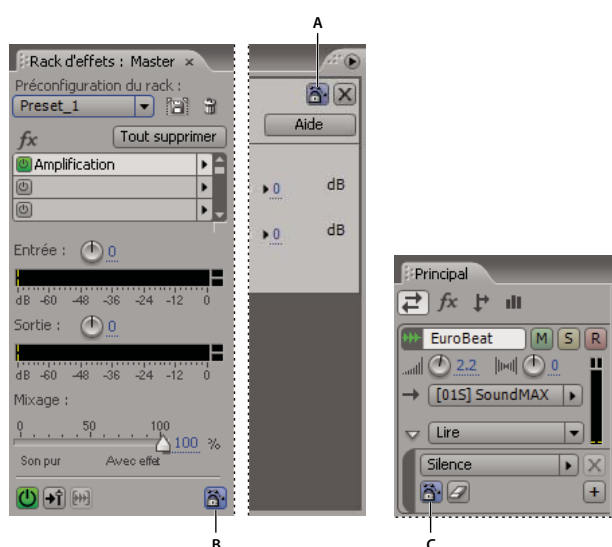 A
Rack d'effets : Master ×
Préconfiguration du rack :
Preset_1
fx
Tout supprimer
Amplification
Entrée : 0
dB -60 -48 -36 -24 -12 0
Sortie : 0
dB -60 -48 -36 -24 -12 0
Mixage :
0 50 100
100 %
Son pur Avec effet
B
Aide
0 dB
0 dB
Principal
fx
EuroBeat M S R
2.2 0
[01S] SoundMAX
Lire
Silence
C